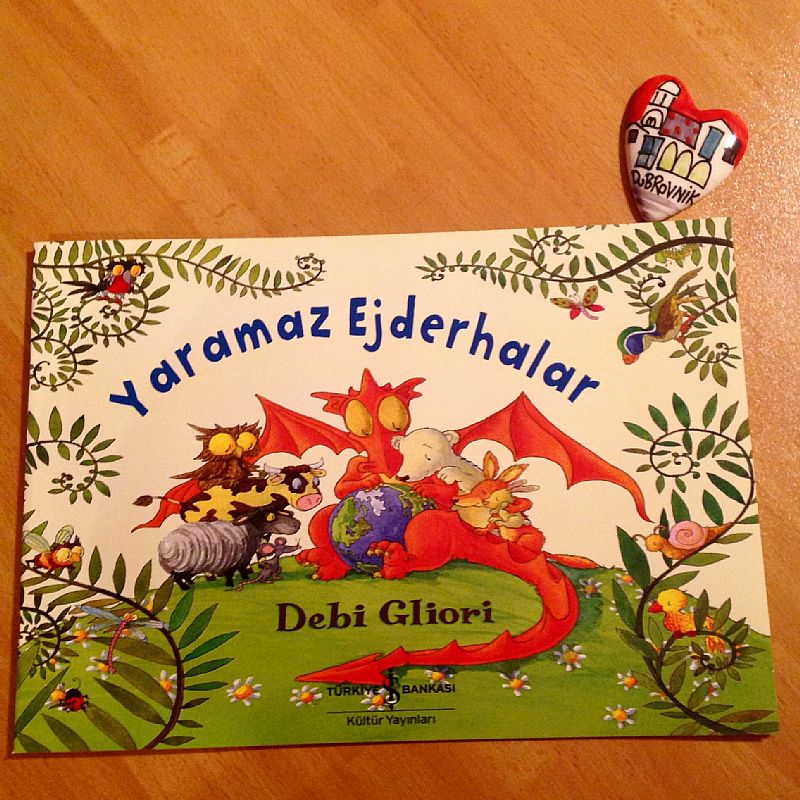 DUBROVNIK
Yaramaz Ejderhalar
Debi Gliori
TÜRKİYE İŞ BANKASI
Kültür Yayınları